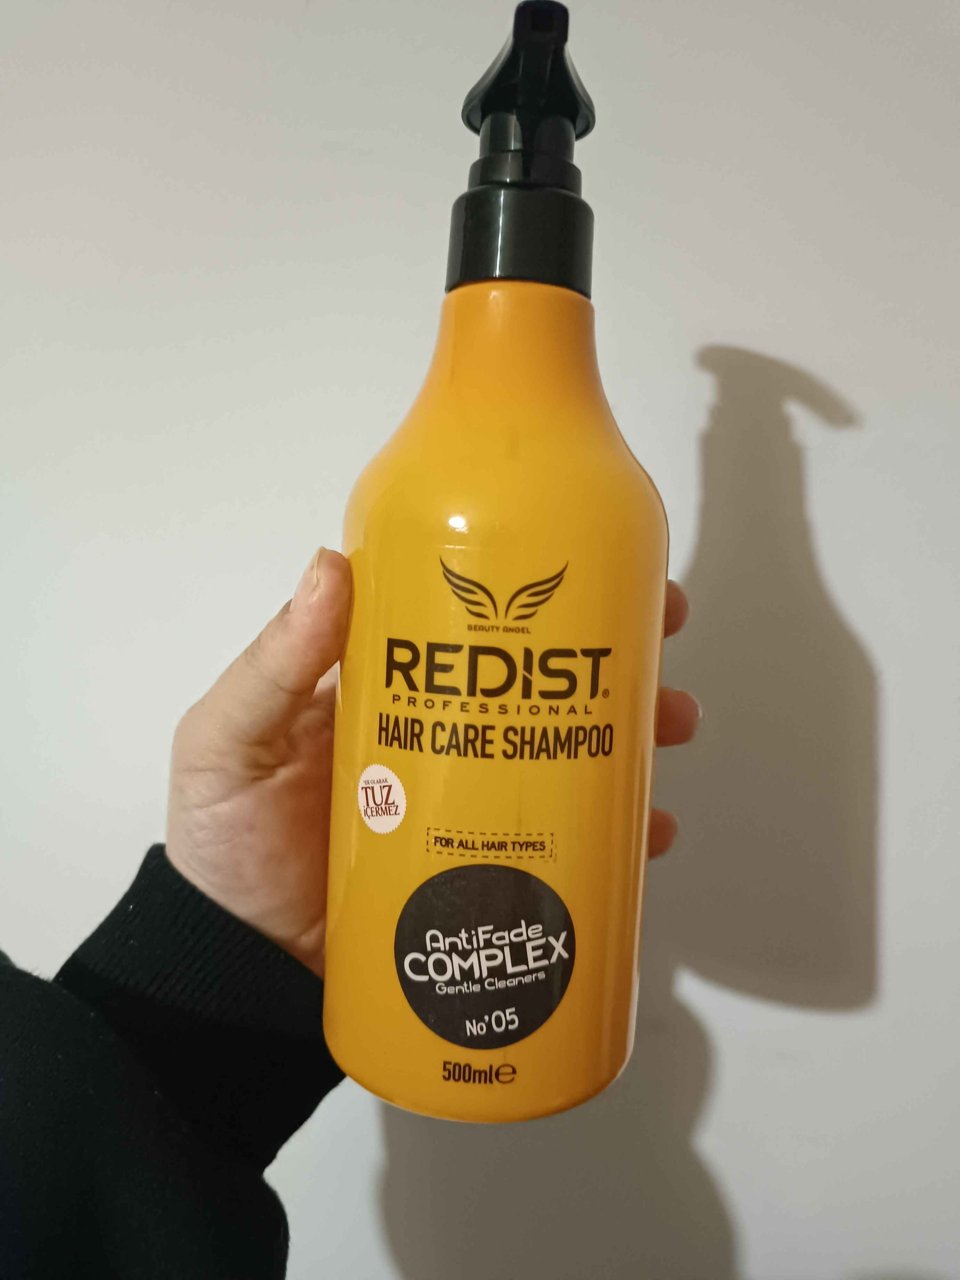 BEAUTY ANGEL
REDIST®
PROFESSIONAL
HAIR CARE SHAMPOO
OLARAK
TUZ
İÇERMEZ
FOR ALL HAIR TYPES
AntiFade
COMPLEX
Gentle Cleaners
No'05
500ml℮